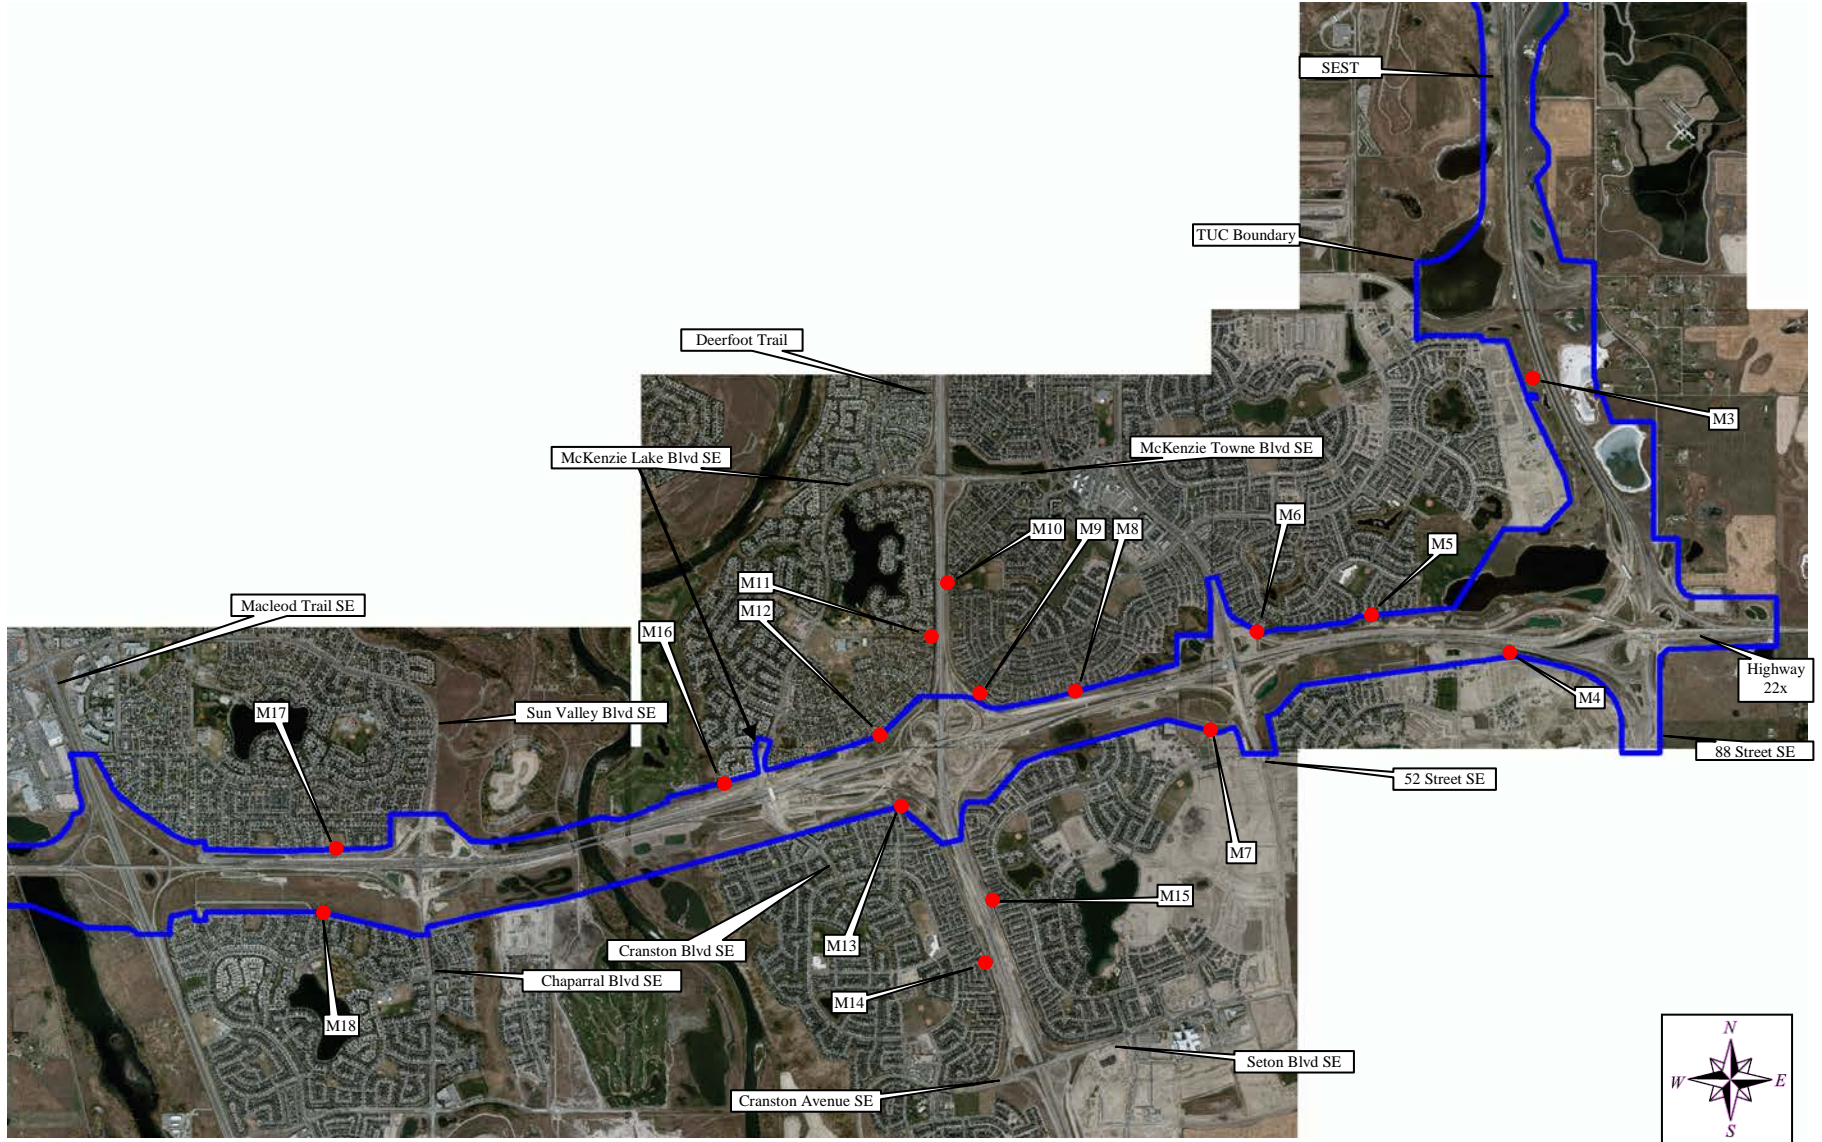 SEST
TUC Boundary
Deerfoot Trail
M3
McKenzie Towne Blvd SE
McKenzie Lake Blvd SE
M6
M10
M9
M8
M5
M11
M12
Macleod Trail SE
M16
Highway
22x
M4
M17
Sun Valley Blvd SE
88 Street SE
52 Street SE
M7
M15
M13
Cranston Blvd SE
Chaparral Blvd SE
M14
M18
Seton Blvd SE
Cranston Avenue SE
N
W
E
S